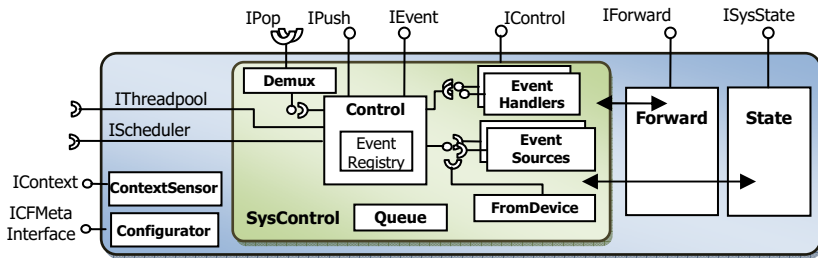 IPop
IPush
IEvent
IControl
IForward
ISysState
Demux
IThreadpool
IScheduler
Control
Event
Registry
Event
Handlers
Event
Sources
Forward
State
IContext
ContextSensor
ICFMeta
Interface
Configurator
SysControl
Queue
FromDevice